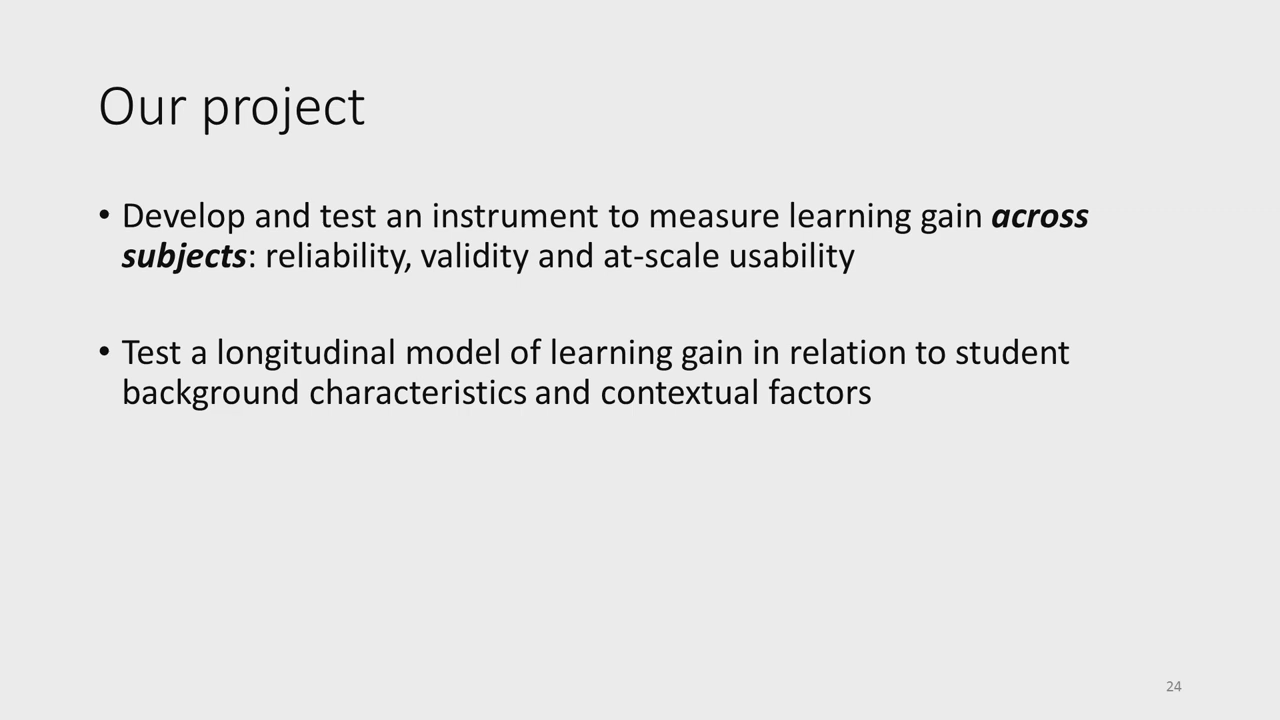 Our project
• Develop and test an instrument to measure learning gain across
subjects: reliability, validity and at-scale usability
• Test a longitudinal model of learning gain in relation to student
background characteristics and contextual factors
24